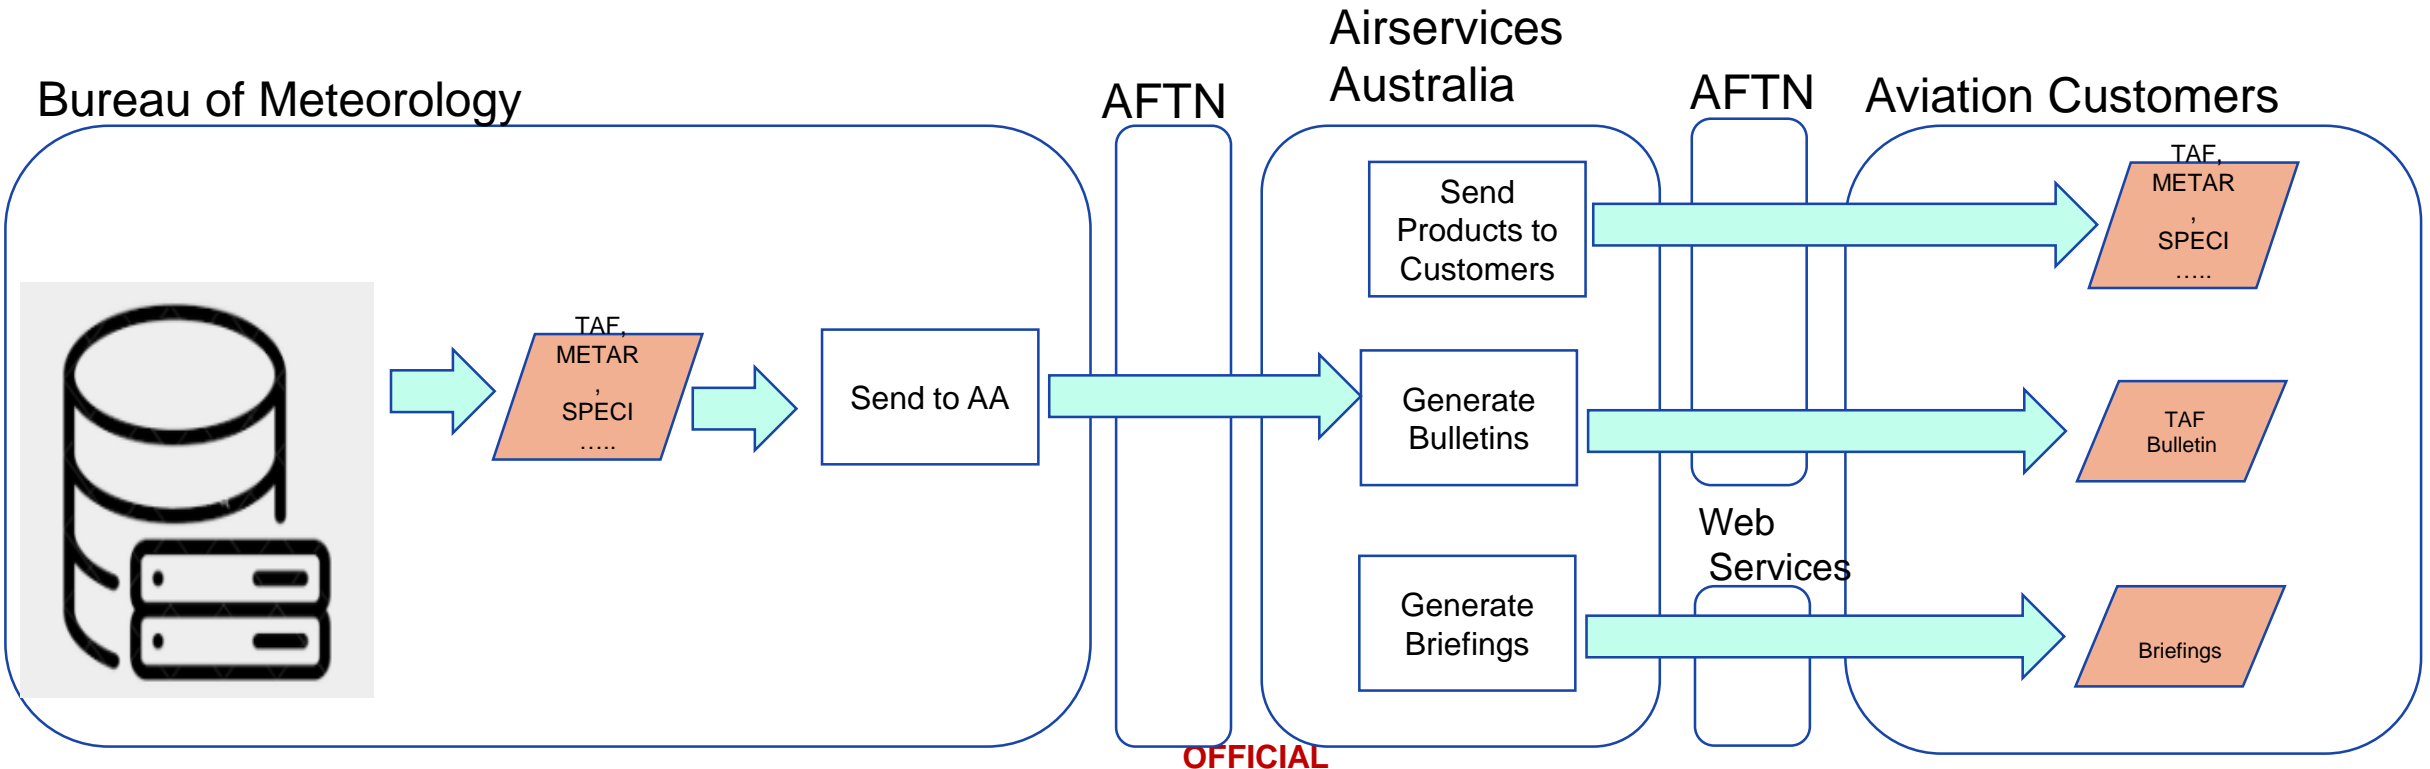 Bureau of Meteorology
AFTN
Airservices
Australia
AFTN
Aviation Customers
TAF,
METAR
,
SPECI
.....
Send to AA
Send
Products to
Customers
Generate
Bulletins
Generate
Briefings
Web
Services
TAF,
METAR
,
SPECI
.....
TAF
Bulletin
Briefings
OFFICIAL